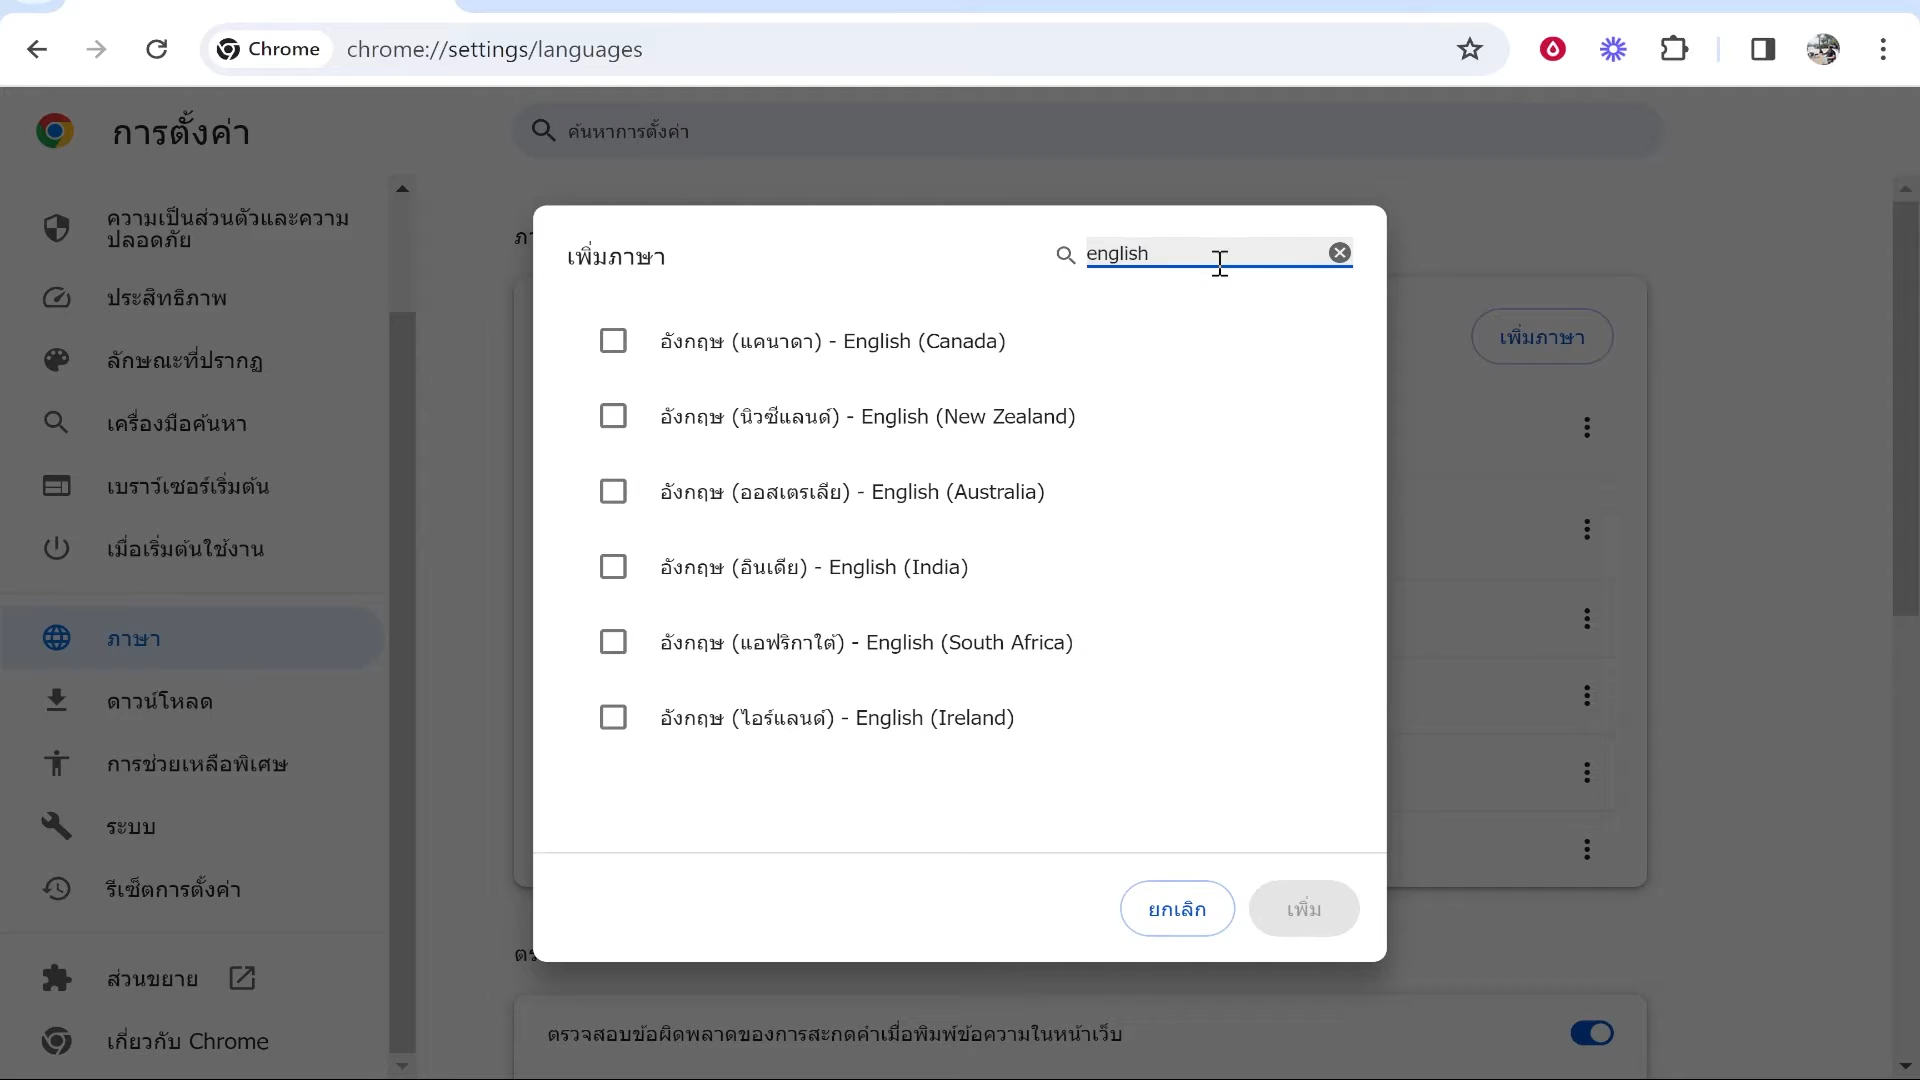 Chrome
chrome://settings/languages
การตั้งค่า
ค้นหาการตั้งค่า
ความเป็นส่วนตัวและความ
ปลอดภัย
ประสิทธิภาพ
ลักษณะที่ปรากฏ
เครื่องมือค้นหา
เบราว์เซอร์เริ่มต้น
เมื่อเริ่มต้นใช้งาน
ภาษา
ดาวน์โหลด
การช่วยเหลือพิเศษ
ระบบ
รีเซ็ตการตั้งค่า
ส่วนขยาย
เกี่ยวกับ Chrome
เพิ่มภาษา
english
อังกฤษ (แคนาดา) - English (Canada)
อังกฤษ (นิวซีแลนด์) - English (New Zealand)
อังกฤษ (ออสเตรเลีย) - English (Australia)
อังกฤษ (อินเดีย) - English (India)
อังกฤษ (แอฟริกาใต้) - English (South Africa)
อังกฤษ (ไอร์แลนด์) - English (Ireland)
ยกเลิก
เพิ่ม
เพิ่มภาษา
ตรวจสอบข้อผิดพลาดของการสะกดคำเมื่อพิมพ์ข้อความในหน้าเว็บ